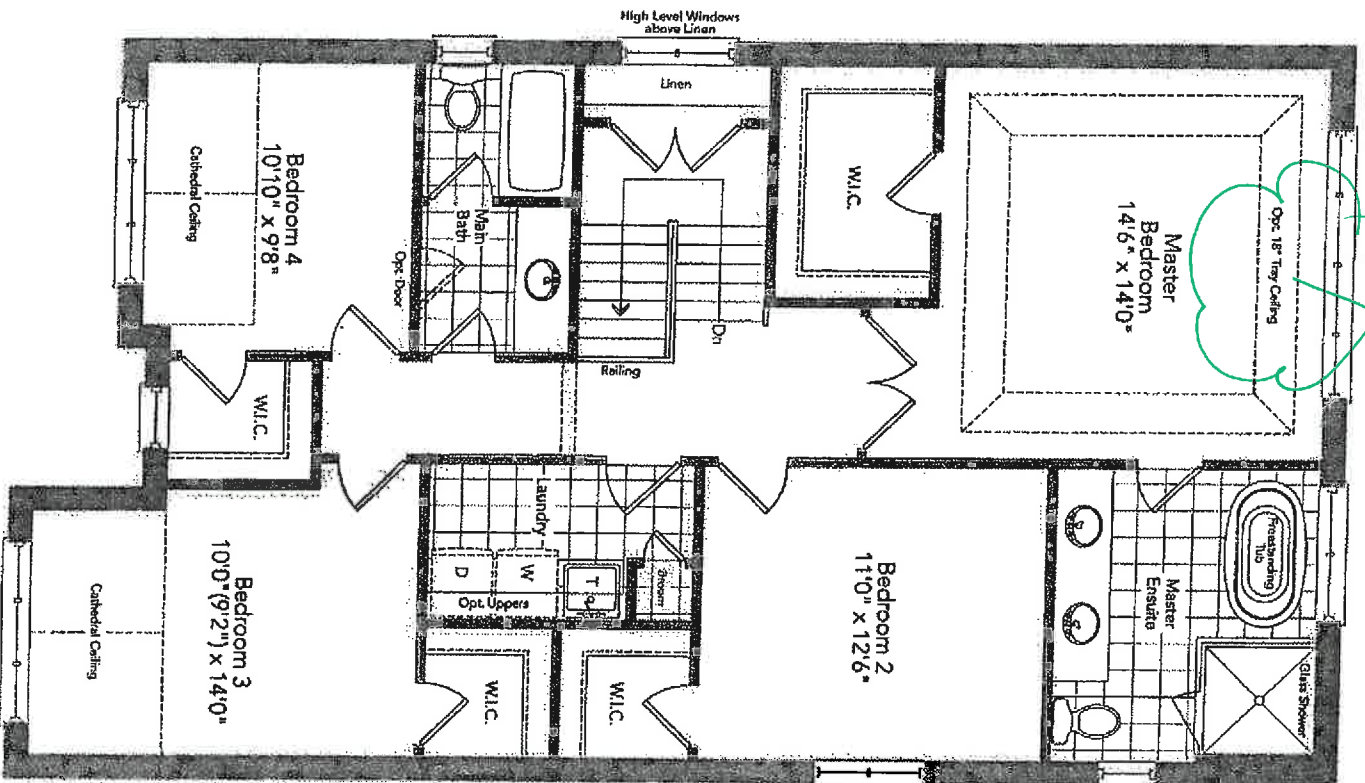 High Level Windows
above Linen
Linen
W.I.C.
Opt. 18" Tray Ceiling
Master
Bedroom
14'6" x 14'0"
Bedroom 4
10'10" x 9'8"
Cathedral Ceiling
Main
Bath
Opt. Door
Dn
Railing
W.I.C.
Laundry
D
W
T
Opt. Uppers
Broom
Bedroom 2
11'0" x 12'6"
Freestanding
Tub
Master
Ensuite
Glass Shower
Bedroom 3
10'0" (9'2") x 14'0"
Cathedral Ceiling
W.I.C.
W.I.C.